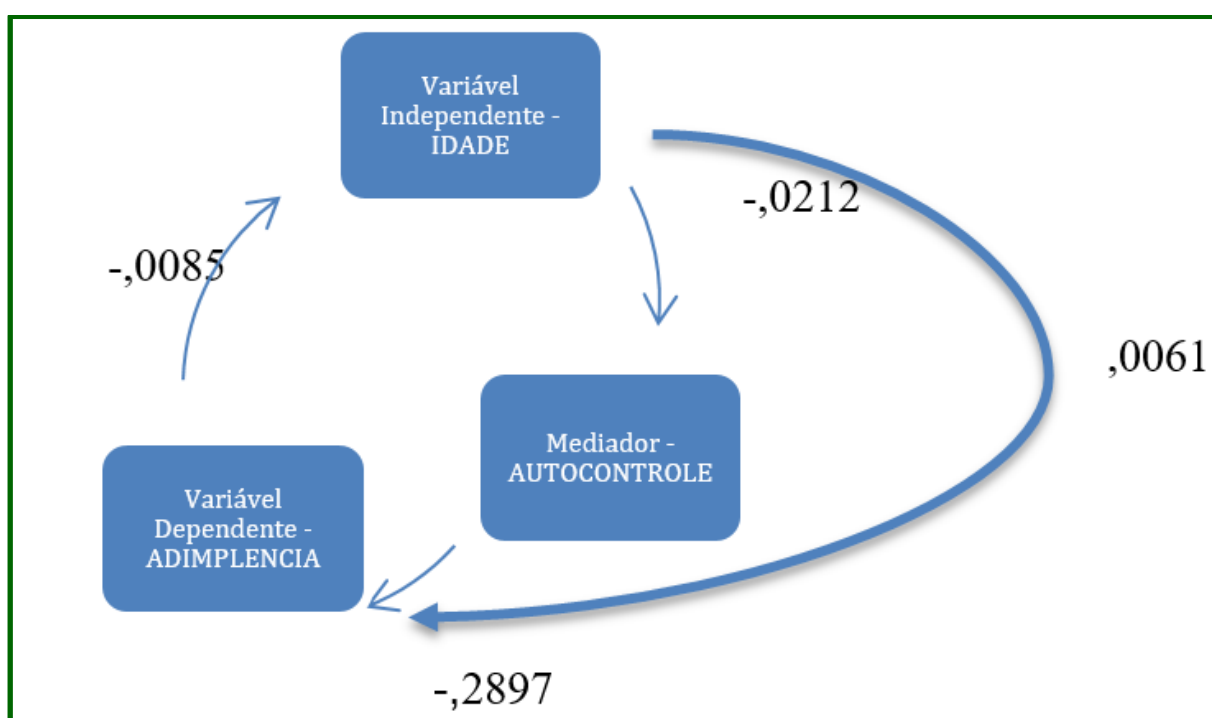 Variável
Independente -
IDADE
-,0212
-,0085
,0061
Mediador -
AUTOCONTROLE
Variável
Dependente -
ADIMPLENCIA
-,2897